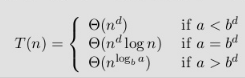 T(n) = { Θ(n^d) if a < b^d
Θ(n^d log n) if a = b^d
Θ(n^{log_b a}) if a > b^d